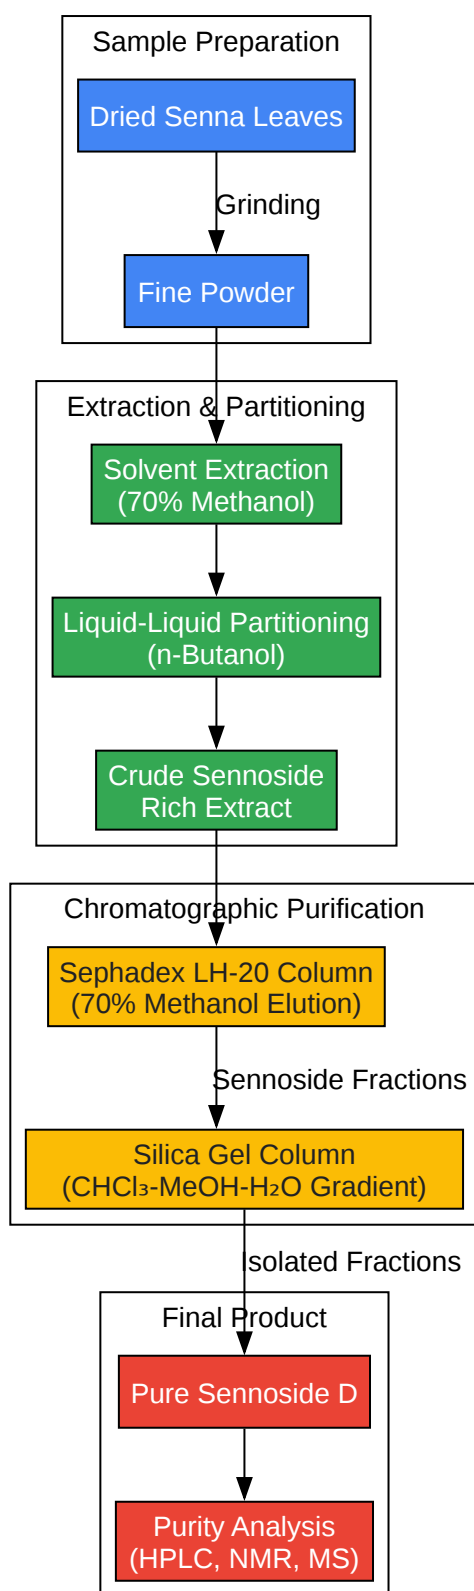 Sample Preparation
Dried Senna Leaves
Grinding
Fine Powder
Extraction & Partitioning
Solvent Extraction
(70% Methanol)
Liquid-Liquid Partitioning
(n-Butanol)
Crude Sennoside
Rich Extract
Chromatographic Purification
Sephadex LH-20 Column
(70% Methanol Elution)
Sennoside Fractions
Silica Gel Column
(CHCl₃-MeOH-H₂O Gradient)
Isolated Fractions
Final Product
Pure Sennoside D
Purity Analysis
(HPLC, NMR, MS)